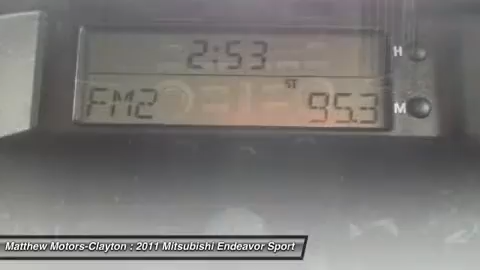 2:53
H
ST
FM2 95.3
M
Matthew Motors-Clayton : 2011 Mitsubishi Endeavor Sport